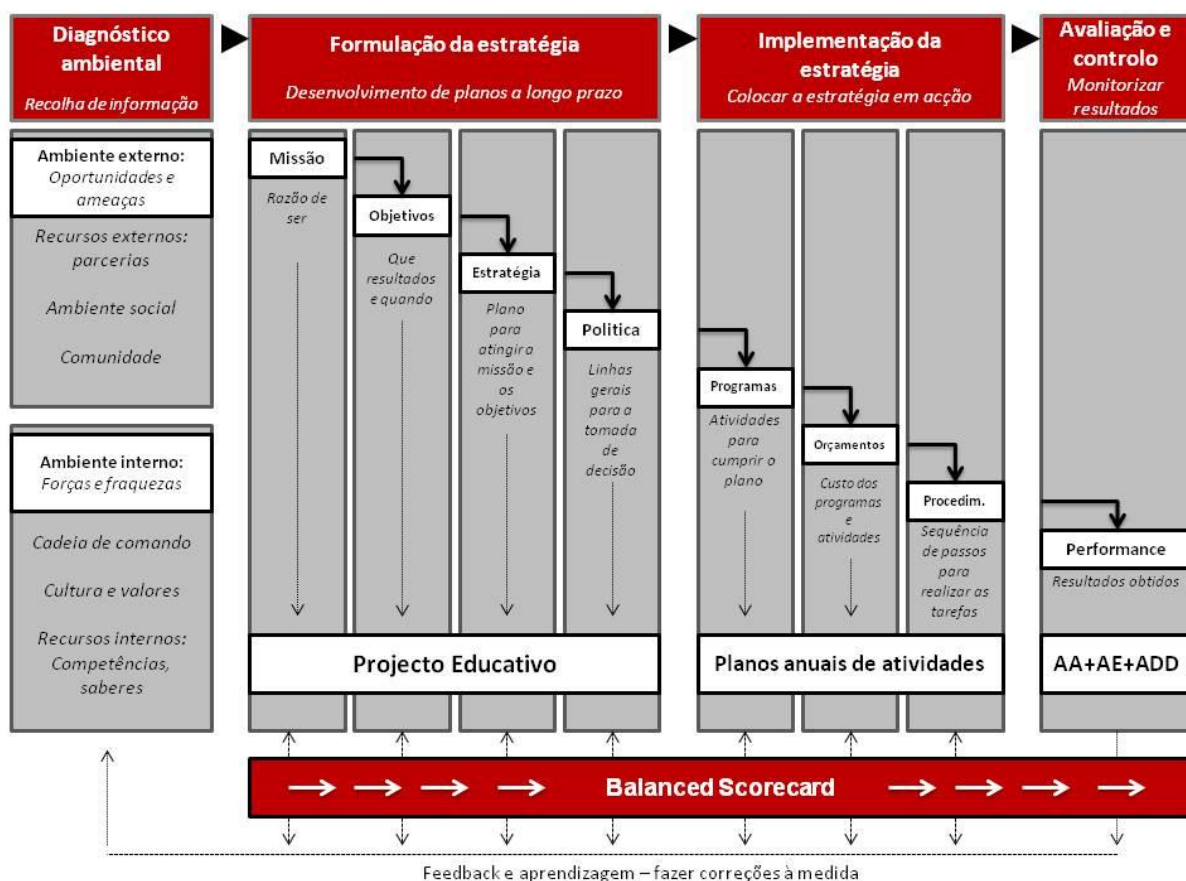 Diagnóstico
ambiental
Recolha de informação
Formulação da estratégia
Desenvolvimento de planos a longo prazo
Implementação da
estratégia
Colocar a estratégia em acção
Avaliação e
controlo
Monitorizar
resultados
Ambiente externo:
Oportunidades e
ameaças
Recursos externos:
parcerias
Ambiente social
Comunidade
Ambiente interno:
Forças e fraquezas
Cadeia de comando
Cultura e valores
Recursos internos:
Competências,
saberes
Missão
Razão de
ser
Objetivos
Que
resultados
e quando
Estratégia
Plano
para
atingir a
missão e
os
objetivos
Politica
Linhas
gerais
para a
tomada
de
decisão
Projecto Educativo
Programas
Atividades
para
cumprir o
plano
Orçamentos
Custo dos
programas
e
atividades
Procedim.
Sequência
de passos
para
realizar as
tarefas
Planos anuais de atividades
Performance
Resultados obtidos
AA+AE+ADD
Balanced Scorecard
Feedback e aprendizagem – fazer correções à medida